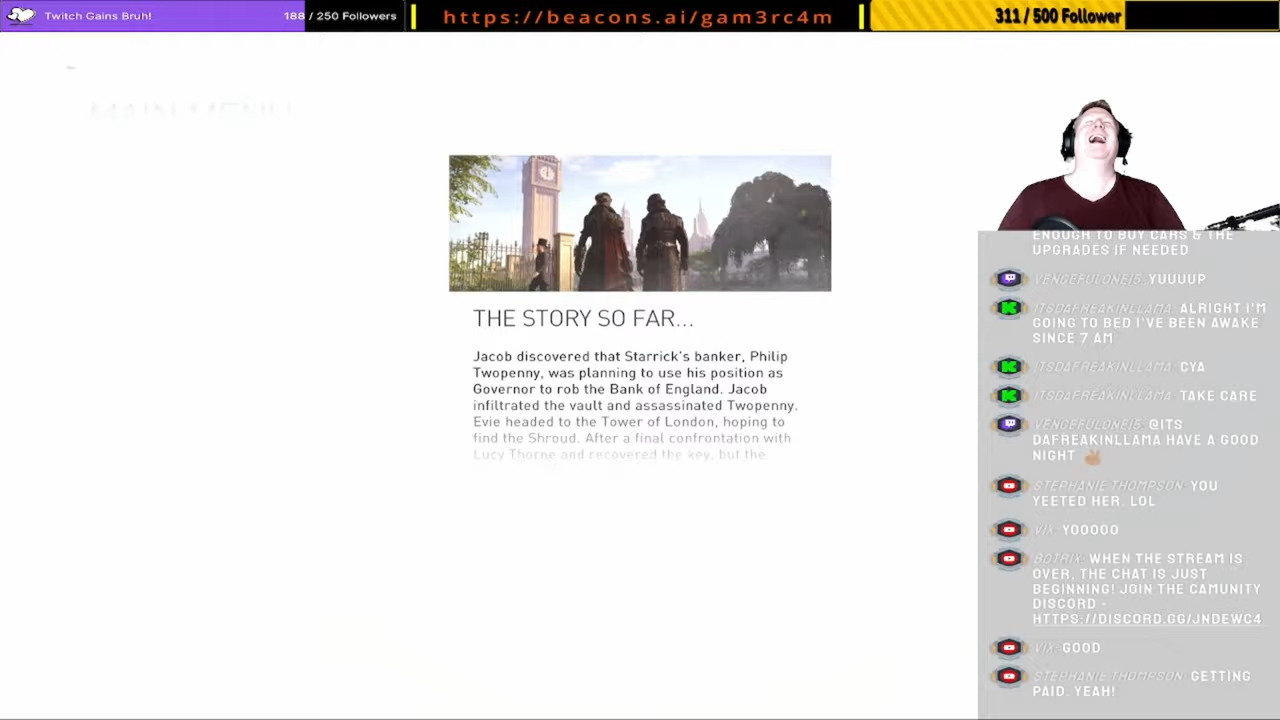 Twitch Gains Bruh!
188 / 250 Followers
https://beacons.ai/gam3rc4m
311 / 500 Follower
MAIN MENU
THE STORY SO FAR...
Jacob discovered that Starrick's banker, Philip
Twopenny, was planning to use his position as
Governor to rob the Bank of England. Jacob
infiltrated the vault and assassinated Twopenny.
Evie headed to the Tower of London, hoping to
find the Shroud. After a final confrontation with
Lucy Thorne and recovered the key, but the
ENOUGH TO BUY CARS & THE
UPGRADES IF NEEDED
VENGEFULONE15: YUUUUP
ITSDAFREAKINLLAMA: ALRIGHT I'M
GOING TO BED I'VE BEEN AWAKE
SINCE 7 AM
ITSDAFREAKINLLAMA: CYA
ITSDAFREAKINLLAMA: TAKE CARE
VENGEFULONE15: @ITS
DAFREAKINLLAMA HAVE A GOOD
NIGHT
STEPHANIE THOMPSON: YOU
YEETED HER. LOL
VIX: YOOOOO
BOTRIX: WHEN THE STREAM IS
OVER, THE CHAT IS JUST
BEGINNING! JOIN THE CAMUNITY
DISCORD -
HTTPS://DISCORD.GG/JNDEWC4
VIX: GOOD
STEPHANIE THOMPSON: GETTING
PAID. YEAH!